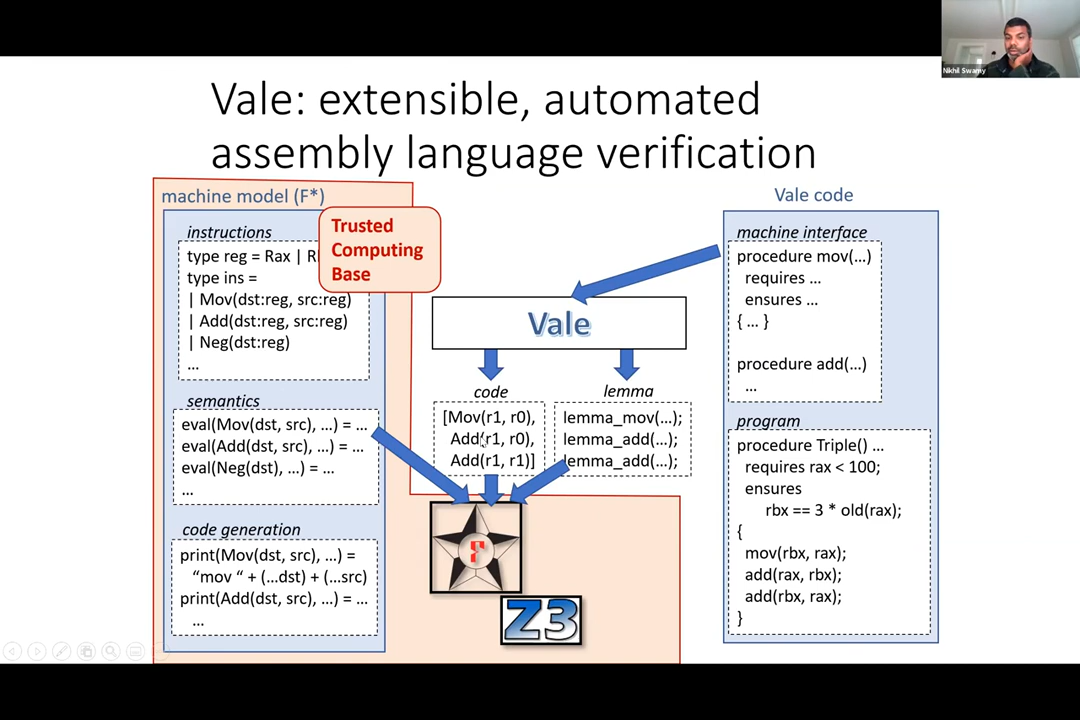 Nikhil Swamy
Vale: extensible, automated
assembly language verification
machine model (F*)
Trusted
Computing
Base
instructions
type reg = Rax |
type ins =
| Mov(dst:reg, src:reg)
| Add(dst:reg, src:reg)
| Neg(dst:reg)
...
semantics
eval(Mov(dst, src), ...) = ...
eval(Add(dst, src), ...) = ...
eval(Neg(dst), ...) = ...
...
code generation
print(Mov(dst, src), ...) =
"mov " + (...dst) + (...src)
print(Add(dst, src), ...) = ...
...
Vale
code
[Mov(r1, r0),
Add(r1, r0),
Add(r1, r1)]
lemma
lemma_mov(...);
lemma_add(...);
lemma_add(...);
F
Z3
Vale code
machine interface
procedure mov(...)
requires ...
ensures ...
{ ... }
procedure add(...)
...
program
procedure Triple() ...
requires rax < 100;
ensures
rbx == 3 * old(rax);
{
mov(rbx, rax);
add(rax, rbx);
add(rbx, rax);
}